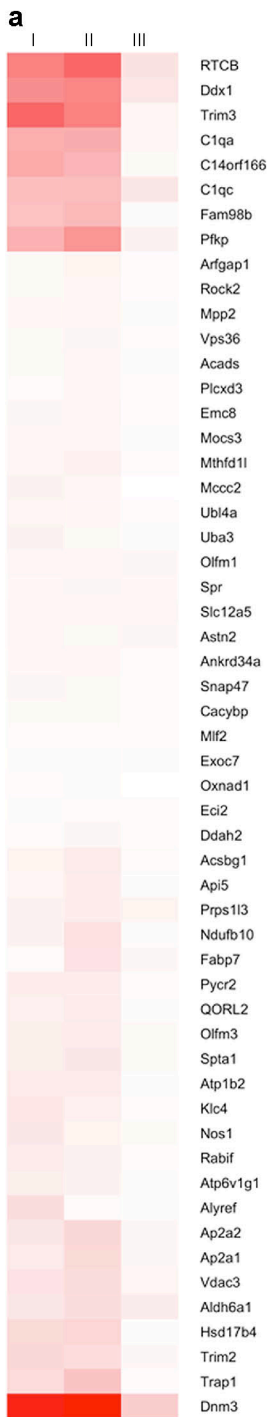 a
I II III
RTCB
Ddx1
Trim3
C1qa
C14orf166
C1qc
Fam98b
Pfkp
Arfgap1
Rock2
Mpp2
Vps36
Acads
Plcxd3
Emc8
Mocs3
Mthfd1l
Mccc2
Ubl4a
Uba3
Olfm1
Spr
Slc12a5
Astn2
Ankrd34a
Snap47
Cacybp
Mlf2
Exoc7
Oxnad1
Eci2
Ddah2
Acsbg1
Api5
Prps1l3
Ndufb10
Fabp7
Pycr2
QORL2
Olfm3
Spta1
Atp1b2
Klc4
Nos1
Rabif
Atp6v1g1
Alyref
Ap2a2
Ap2a1
Vdac3
Aldh6a1
Hsd17b4
Trim2
Trap1
Dnm3